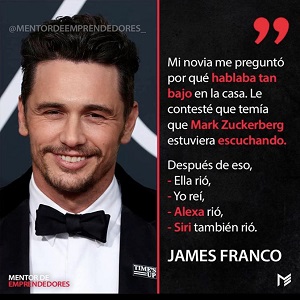 @MENTORDEEMPRENDEDORES_
Mi novia me preguntó
por qué hablaba tan
bajo en la casa. Le
contesté que temía
que Mark Zuckerberg
estuviera escuchando.
Después de eso,
- Ella rió,
- Yo reí,
- Alexa rió,
- Siri también rió.
JAMES FRANCO
TIME'S
UP
MENTOR DE
EMPRENDEDORES